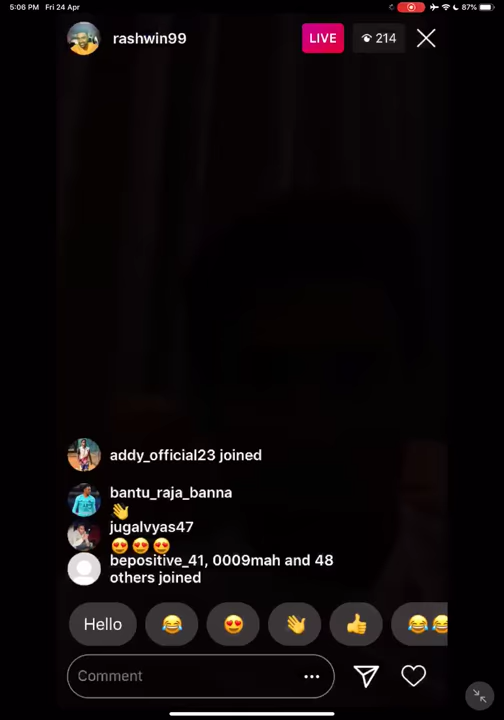 5:06 PM Fri 24 Apr 87%
rashwin99 LIVE 214
addy_official23 joined
bantu_raja_banna
👋
jugalvyas47
😍😍😍
bepositive_41, 0009mah and 48
others joined
Hello 😂 😍 👋 👍 😂😂
Comment